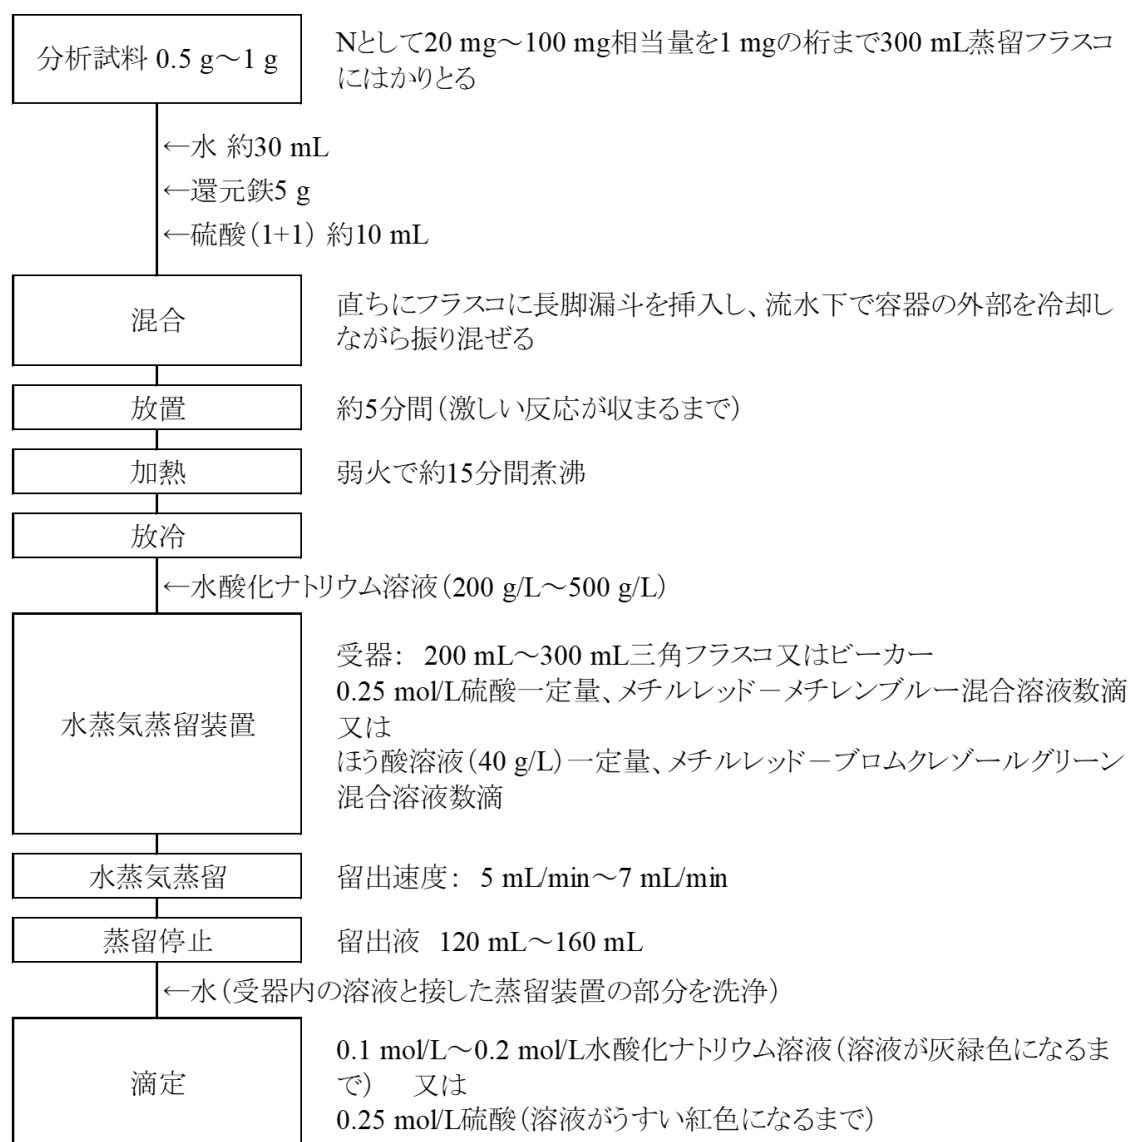 分析試料 0.5 g～1 g
Nとして20 mg～100 mg相当量を1 mgの桁まで300 mL蒸留フラスコ
にはかりとる
←水 約30 mL
←還元鉄5 g
←硫酸(1+1) 約10 mL
混合
直ちにフラスコに長脚漏斗を挿入し、流水下で容器の外部を冷却し
ながら振り混ぜる
放置
約5分間(激しい反応が収まるまで)
加熱
弱火で約15分間煮沸
放冷
←水酸化ナトリウム溶液(200 g/L～500 g/L)
水蒸気蒸留装置
受器: 200 mL～300 mL三角フラスコ又はビーカー
0.25 mol/L硫酸一定量、メチルレッド－メチレンブルー混合溶液数滴
又は
ほう酸溶液(40 g/L)一定量、メチルレッド－ブロムクレゾールグリーン
混合溶液数滴
水蒸気蒸留
留出速度: 5 mL/min～7 mL/min
蒸留停止
留出液 120 mL～160 mL
←水(受器内の溶液と接した蒸留装置の部分を洗浄)
滴定
0.1 mol/L～0.2 mol/L水酸化ナトリウム溶液(溶液が灰緑色になるま
で) 又は
0.25 mol/L硫酸(溶液がうすい紅色になるまで)